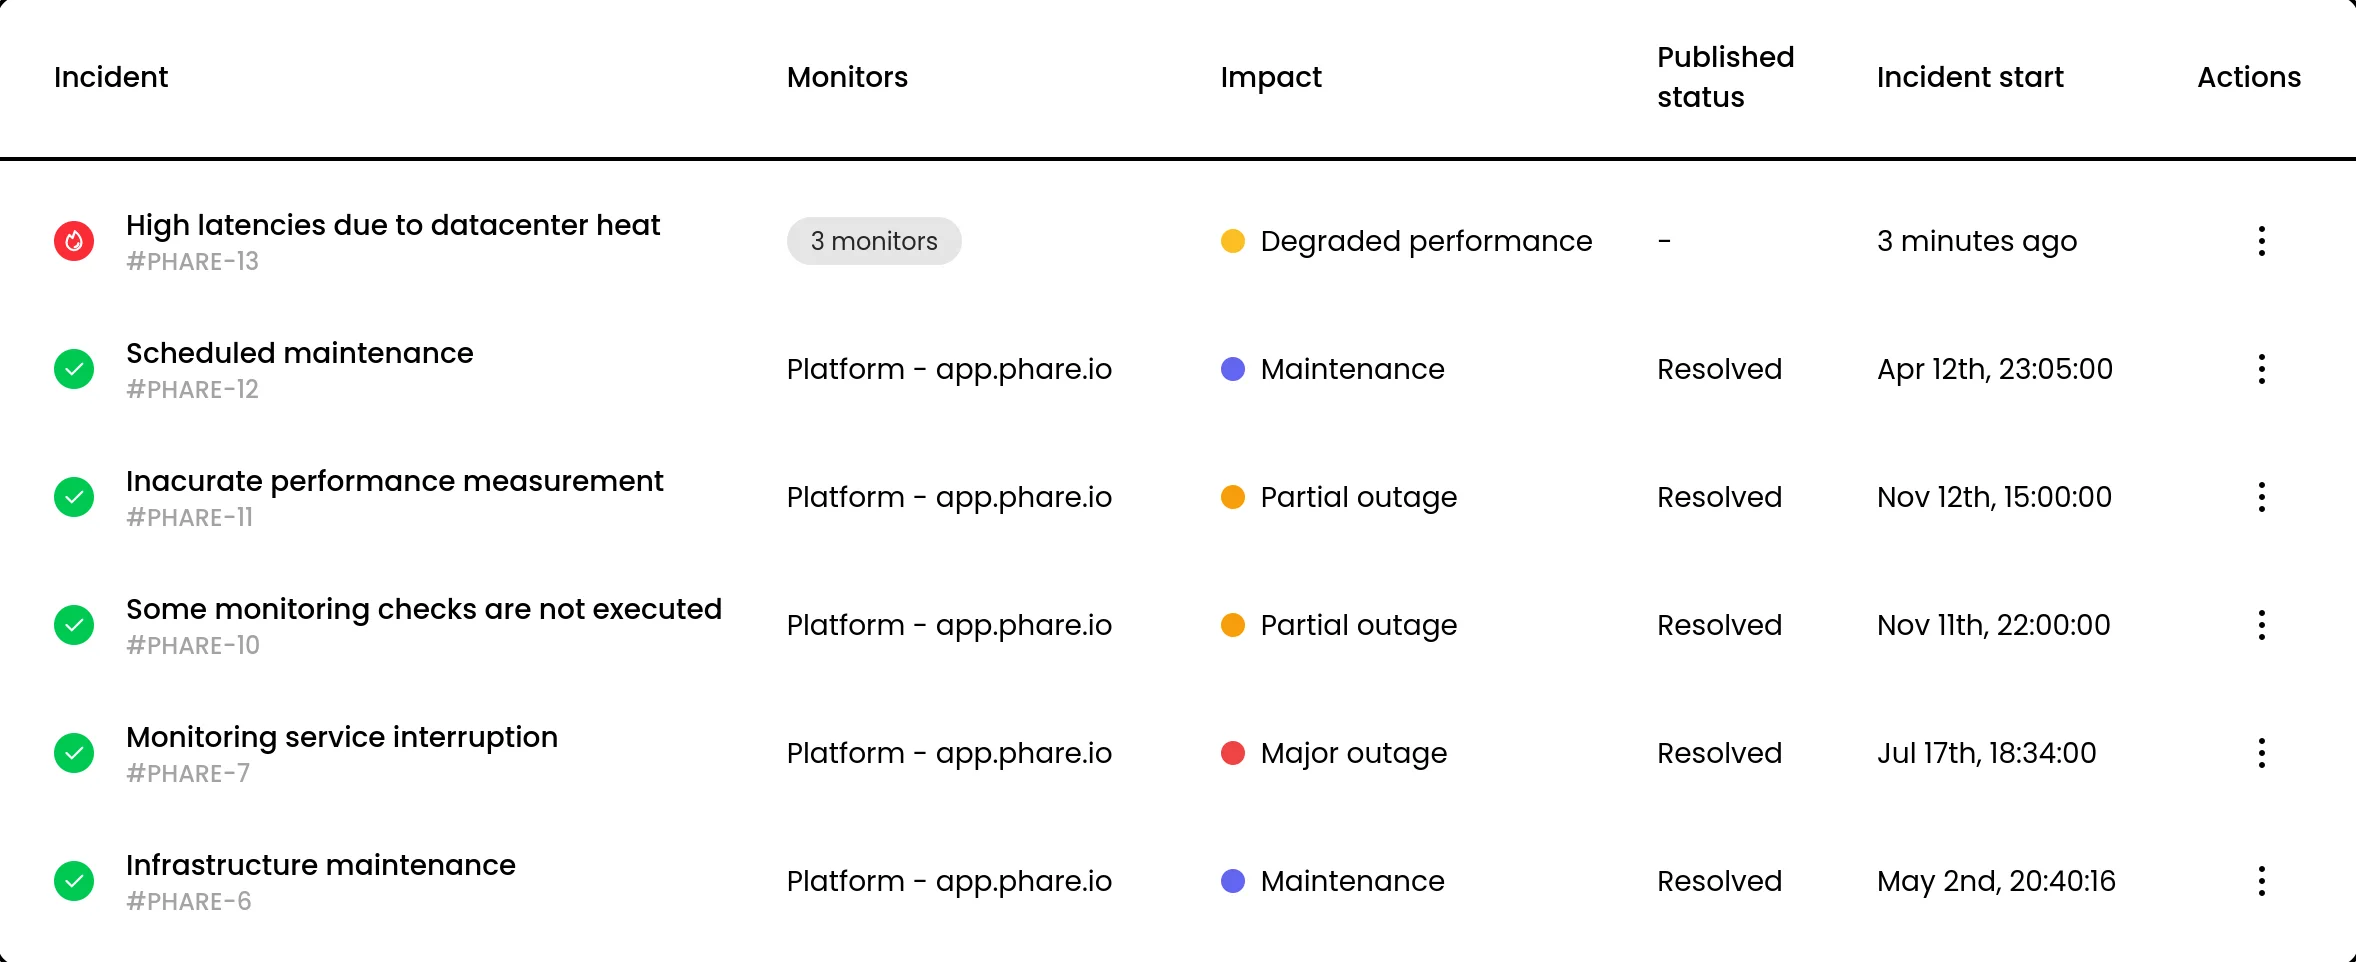 Incident Monitors Impact Published status Incident start Actions
High latencies due to datacenter heat
#PHARE-13
3 monitors Degraded performance - 3 minutes ago
Scheduled maintenance
#PHARE-12
Platform - app.phare.io Maintenance Resolved Apr 12th, 23:05:00
Inacurate performance measurement
#PHARE-11
Platform - app.phare.io Partial outage Resolved Nov 12th, 15:00:00
Some monitoring checks are not executed
#PHARE-10
Platform - app.phare.io Partial outage Resolved Nov 11th, 22:00:00
Monitoring service interruption
#PHARE-7
Platform - app.phare.io Major outage Resolved Jul 17th, 18:34:00
Infrastructure maintenance
#PHARE-6
Platform - app.phare.io Maintenance Resolved May 2nd, 20:40:16